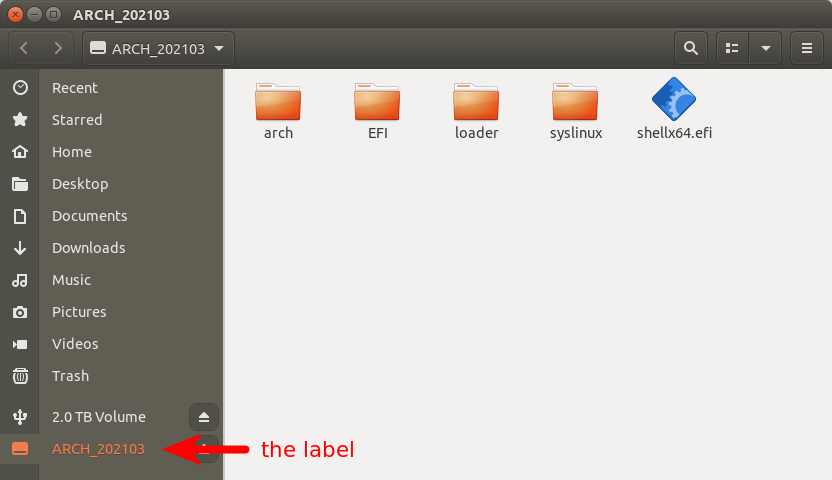 ARCH_202103
ARCH_202103
Recent
Starred
Home
Desktop
Documents
Downloads
Music
Pictures
Videos
Trash
2.0 TB Volume
ARCH_202103
the label
arch
EFI
loader
syslinux
shellx64.efi